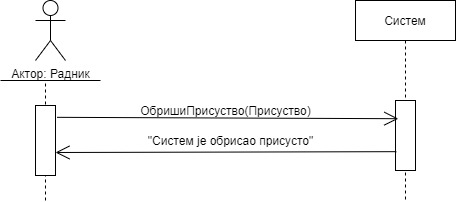 Систем
Актор: Радник
ОбришиПрисуство(Присуство)
"Систем је обрисао присусто"